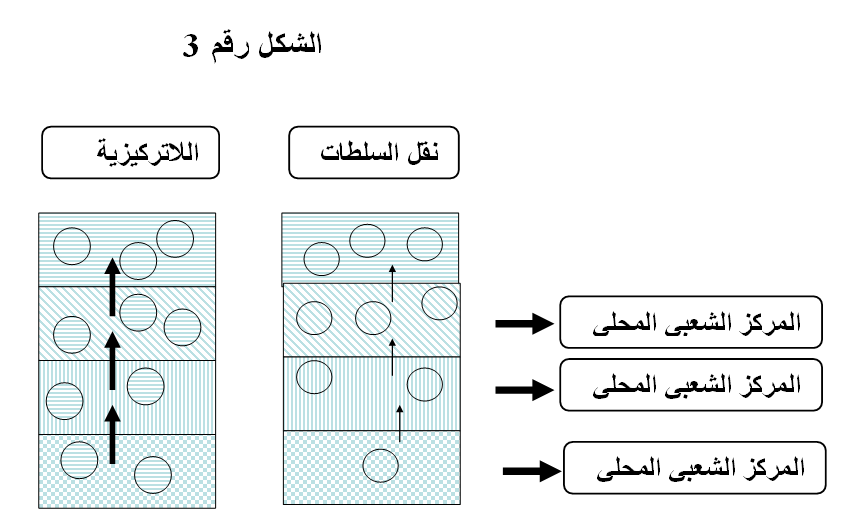 الشكل رقم 3
نقل السلطات
اللاتركيزية
المركز الشعبى المحلى
المركز الشعبى المحلى
المركز الشعبى المحلى